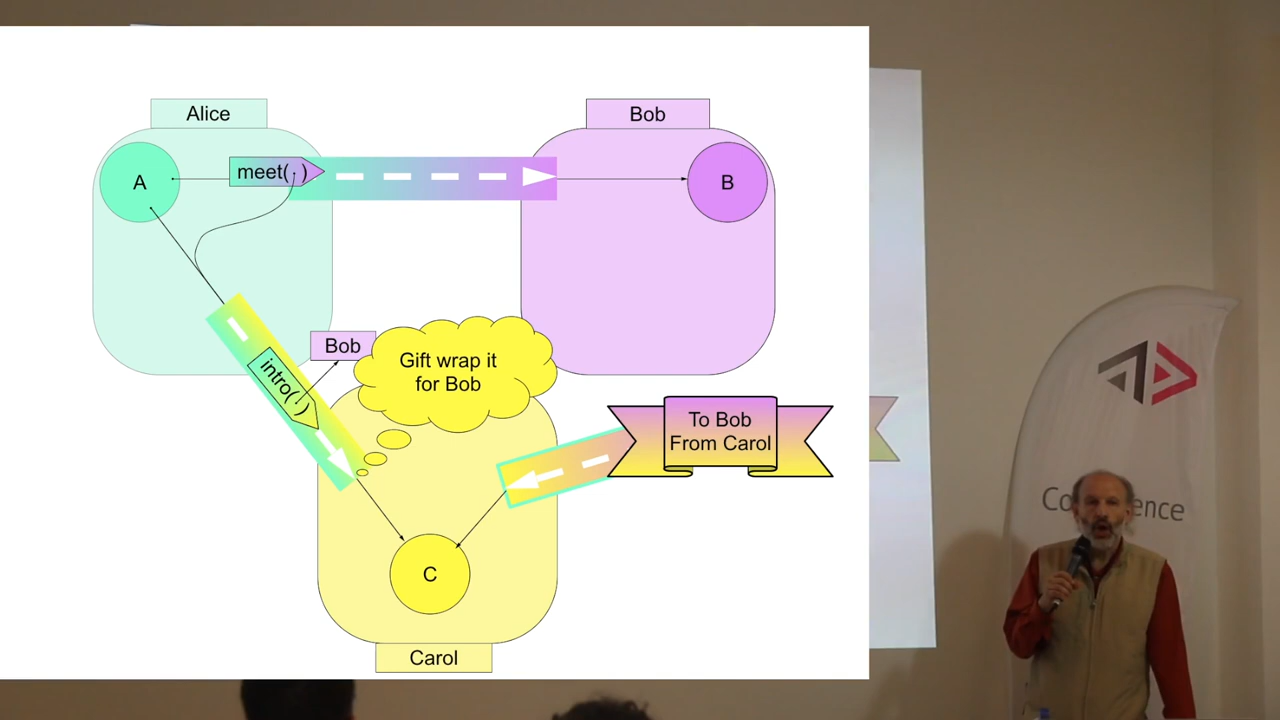 Alice
Bob
A
meet( )
B
Bob
Gift wrap it
for Bob
intro( )
To Bob
From Carol
C
Carol